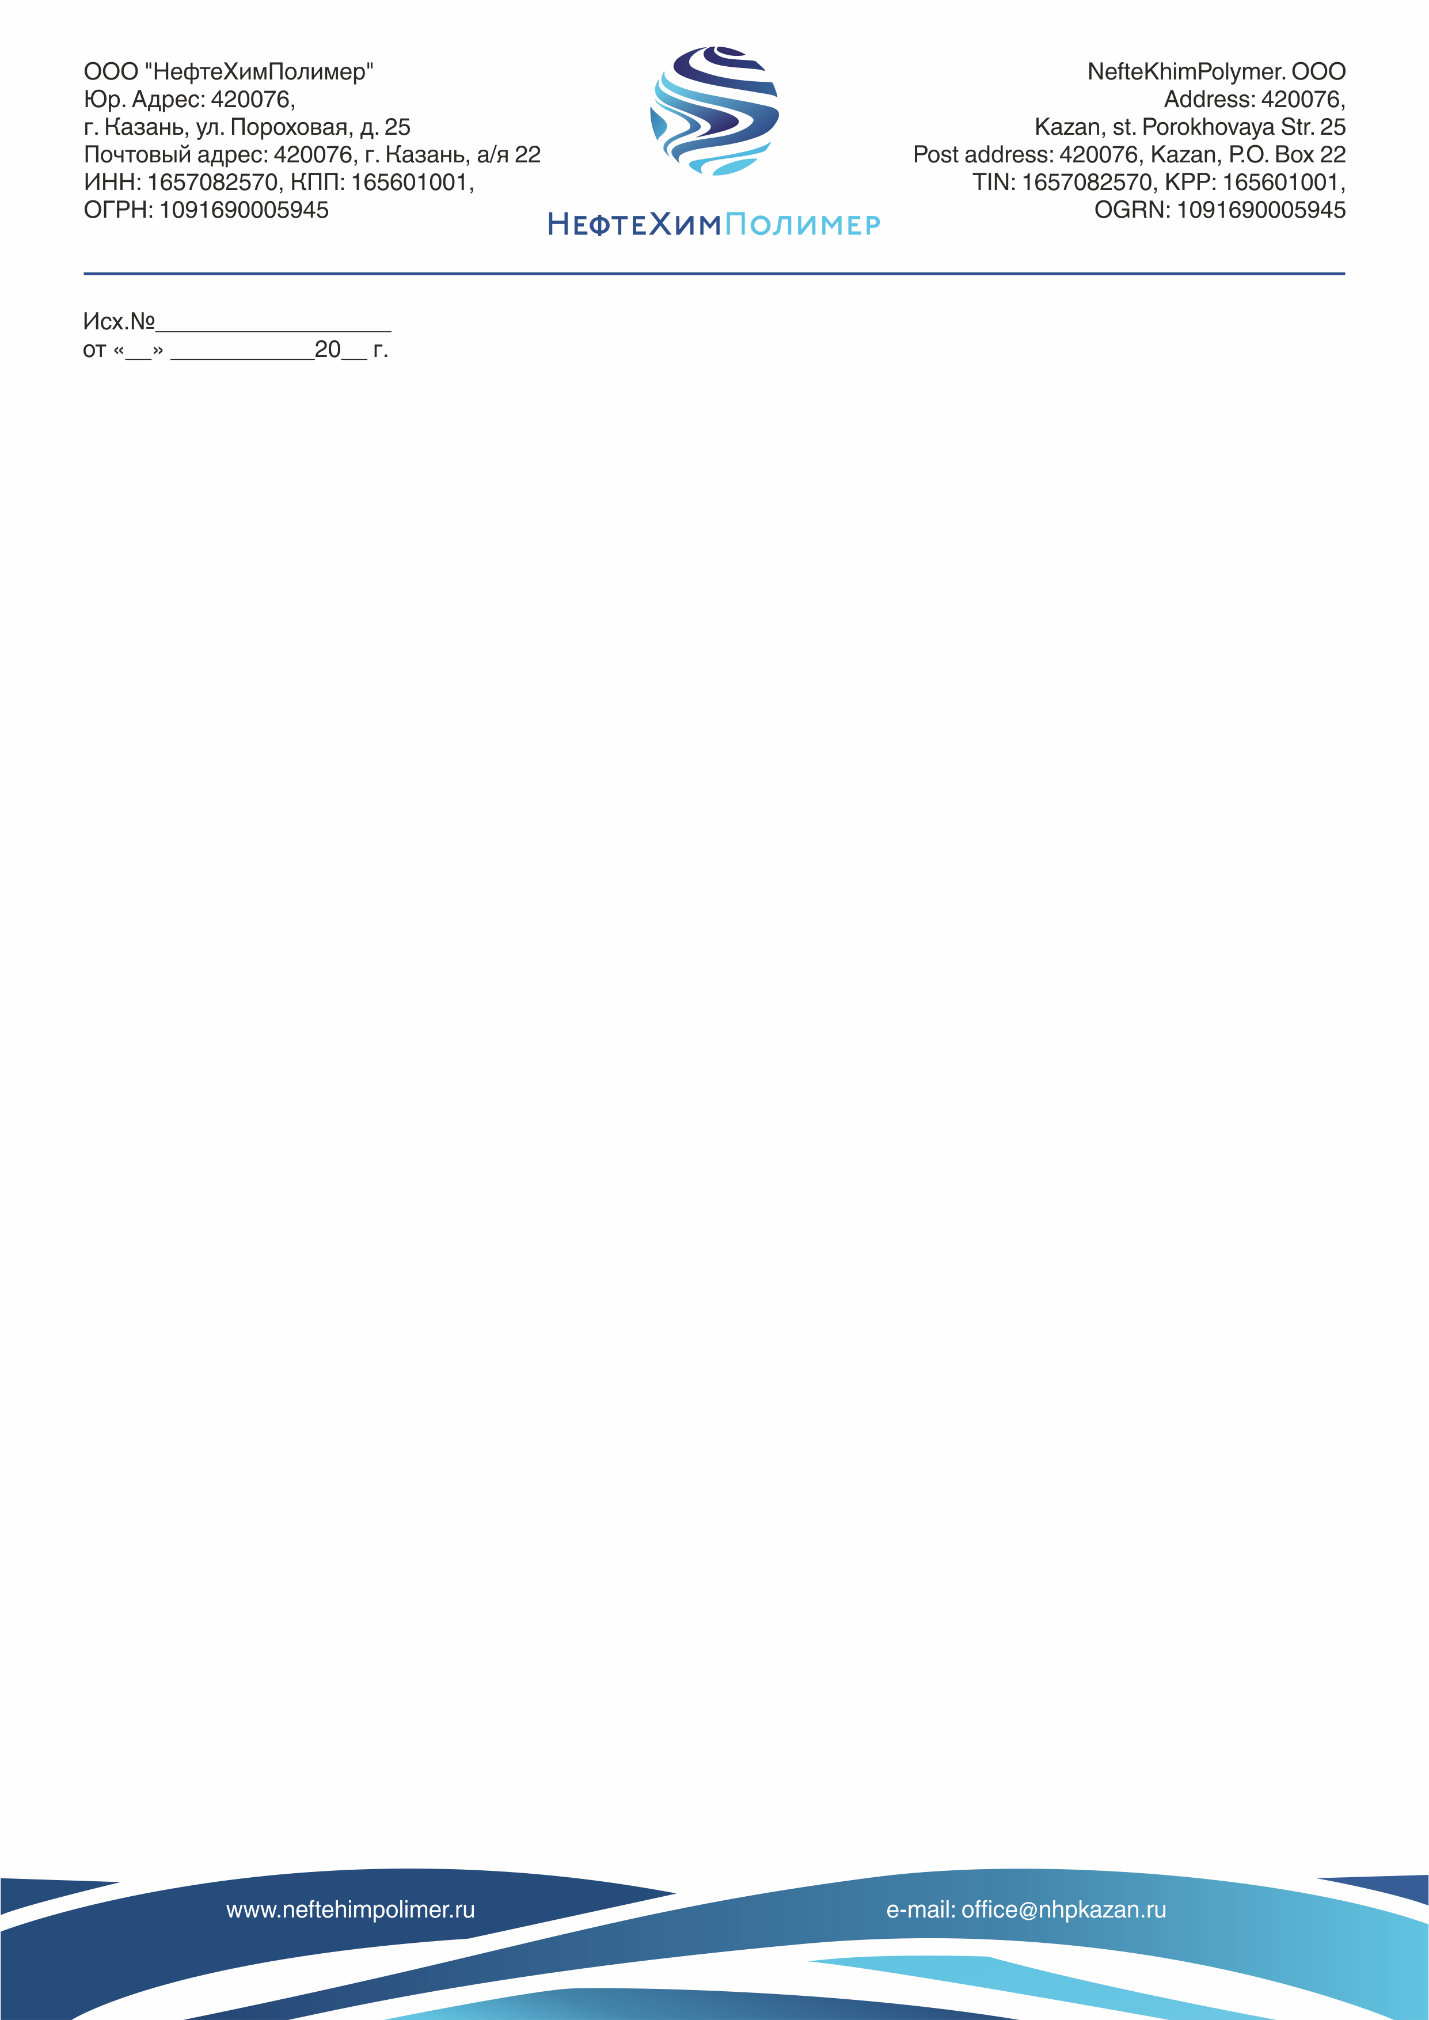 ООО "НефтеХимПолимер"
Юр. Адрес: 420076,
г. Казань, ул. Пороховая, д. 25
Почтовый адрес: 420076, г. Казань, а/я 22
ИНН: 1657082570, КПП: 165601001,
ОГРН: 1091690005945
НЕФТЕХИМПОЛИМЕР
NefteKhimPolymer. OOO
Address: 420076,
Kazan, st. Porokhovaya Str. 25
Post address: 420076, Kazan, P.O. Box 22
TIN: 1657082570, KPP: 165601001,
OGRN: 1091690005945
Исх.№__________________
от «__» ___________20__ г.
www.neftehimpolimer.ru
e-mail: office@nhpkazan.ru